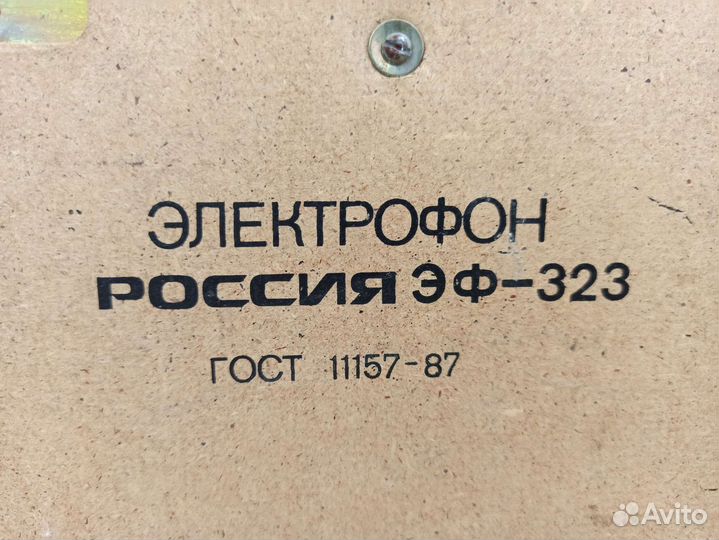 ЭЛЕКТРОФОН
РОССИЯ ЭФ-323
ГОСТ 11157-87
Avito